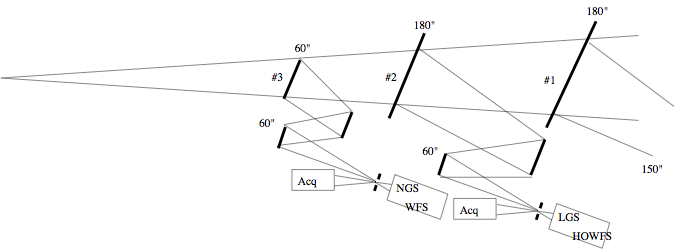 180"
180"
60"
#3
#2
#1
60"
60"
150"
Acq
NGS
WFS
Acq
LGS
HOWFS